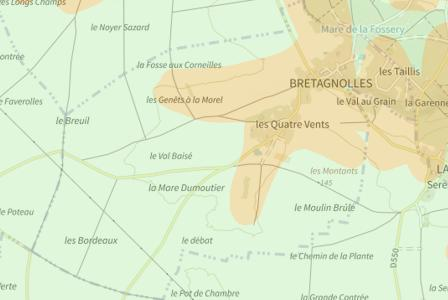 Longs Champs
le Noyer Sazard
Mare de la Fossery
la Fosse aux Corneilles
les Taillis
BRETAGNOLLES
les Genêts à la Morel
le Val au Grain
la Garenne
Faverolles
le Breuil
les Quatre Vents
le Val Baisé
les Montants
145
la Mare Dumoutier
le Moulin Brûlé
le Poteau
les Bordeaux
le débat
le Chemin de la Plante
D550
le Pot de Chambre
la Grande Contrée